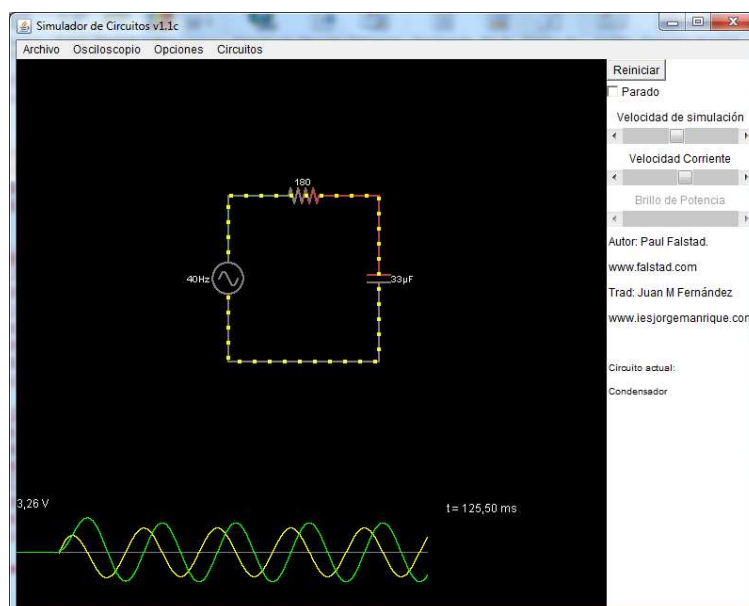 Simulador de Circuitos v1.1c
Archivo Osciloscopio Opciones Circuitos
Reiniciar
Parado
Velocidad de simulación
Velocidad Corriente
Brillo de Potencia
Autor: Paul Falstad.
www.falstad.com
Trad: Juan M Fernández
www.iesjorgemanrique.com
Circuito actual:
Condensador
180
40Hz
33µF
3,26 V
t = 125,50 ms